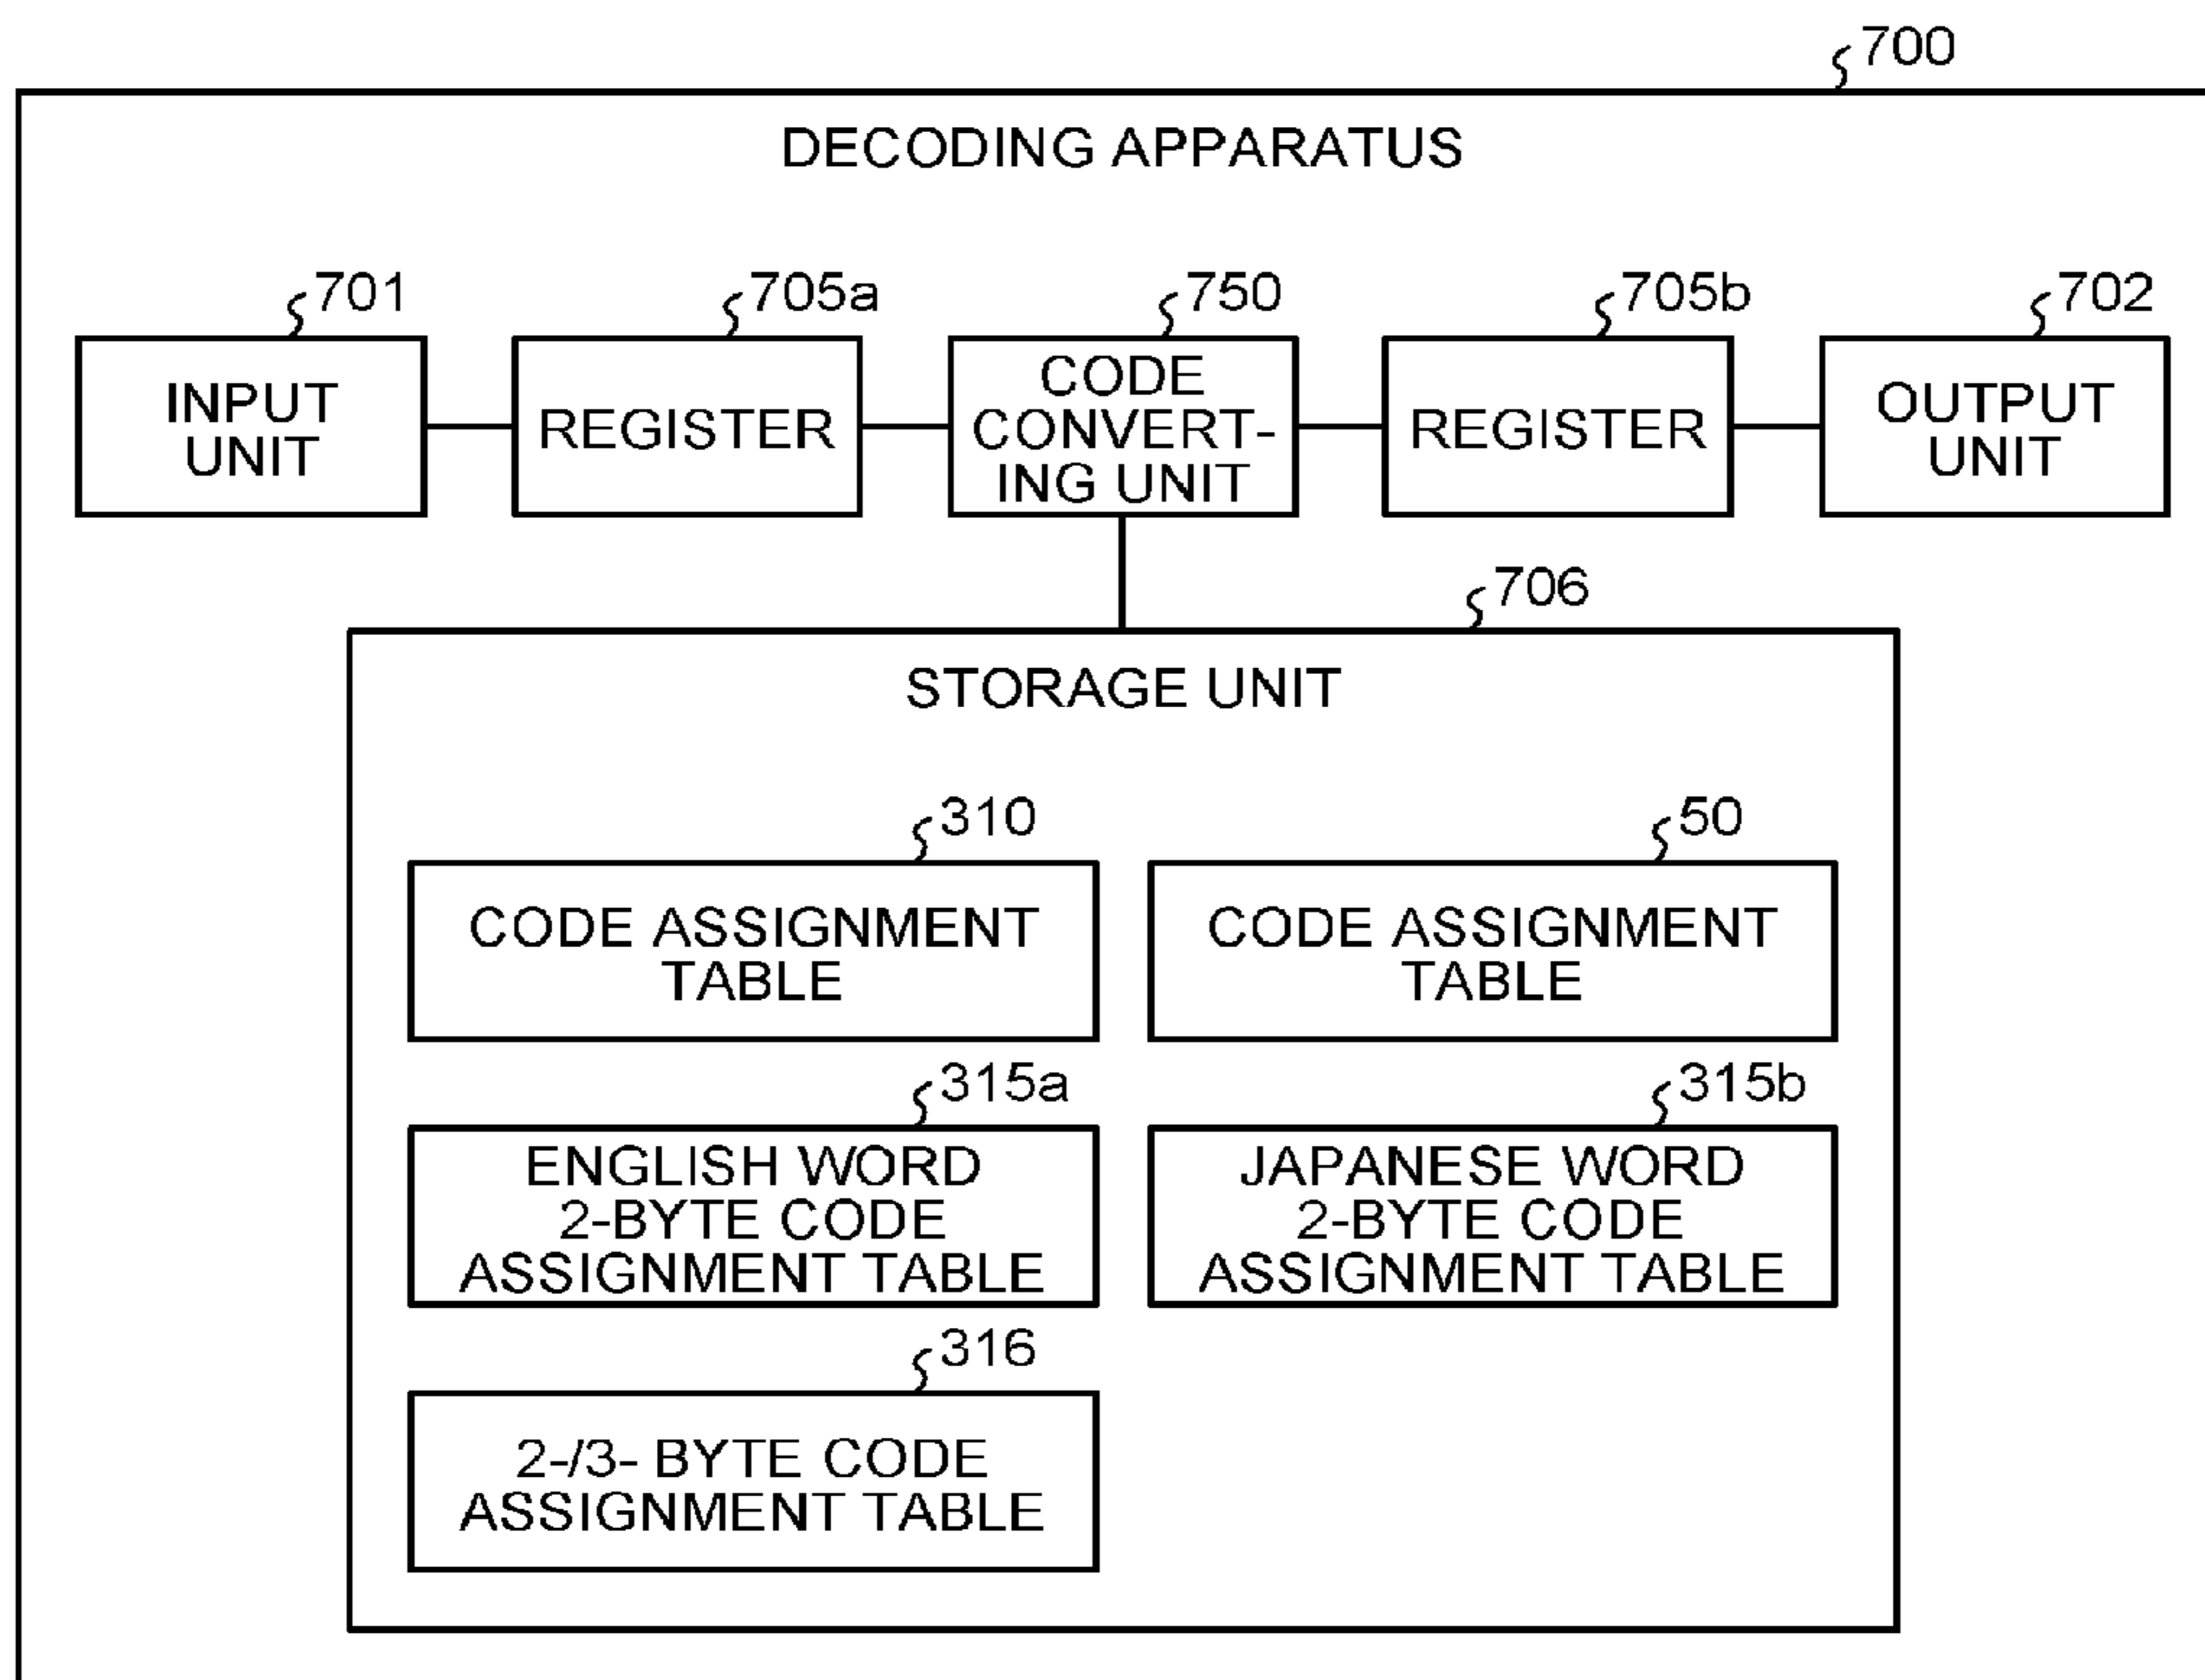 700
DECODING APPARATUS
701
705a
750
705b
702
INPUT
UNIT
REGISTER
CODE
CONVERT-
ING UNIT
REGISTER
OUTPUT
UNIT
706
STORAGE UNIT
310
50
CODE ASSIGNMENT
TABLE
CODE ASSIGNMENT
TABLE
315a
315b
ENGLISH WORD
2-BYTE CODE
ASSIGNMENT TABLE
JAPANESE WORD
2-BYTE CODE
ASSIGNMENT TABLE
316
2-/3- BYTE CODE
ASSIGNMENT TABLE